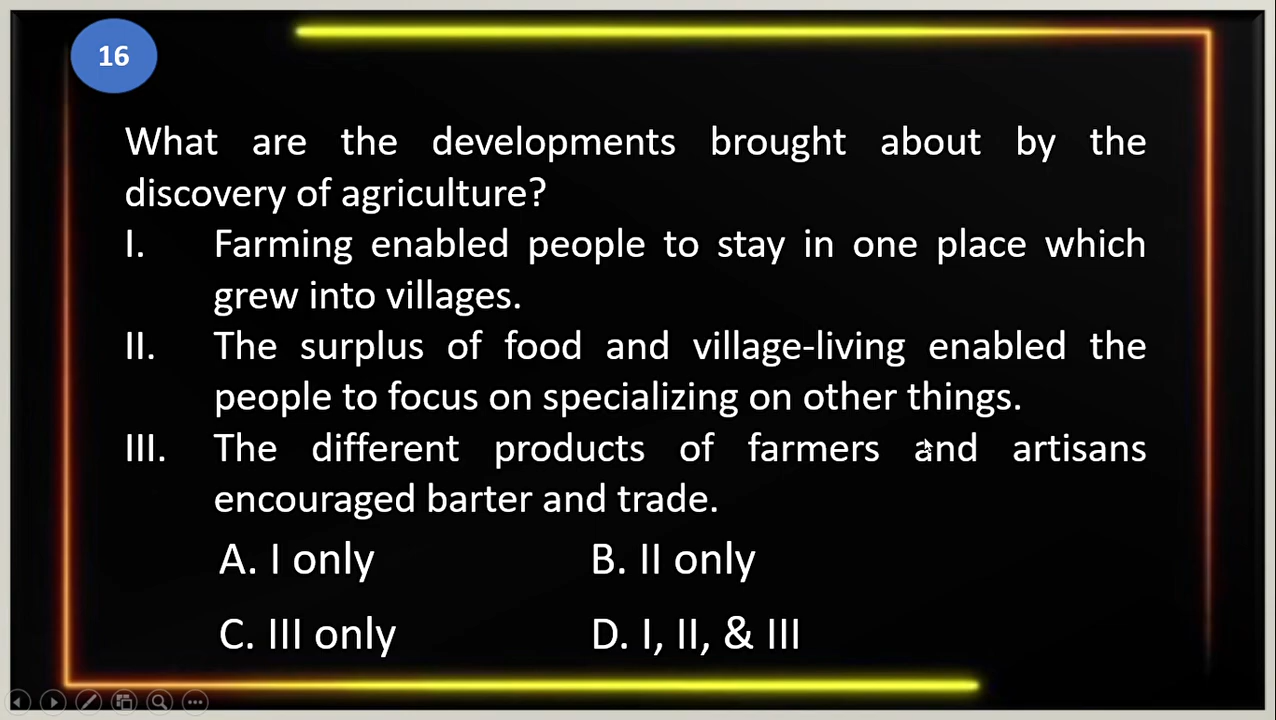 16
What are the developments brought about by the
discovery of agriculture?
I. Farming enabled people to stay in one place which
grew into villages.
II. The surplus of food and village-living enabled the
people to focus on specializing on other things.
III. The different products of farmers and artisans
encouraged barter and trade.
A. I only B. II only
C. III only D. I, II, & III